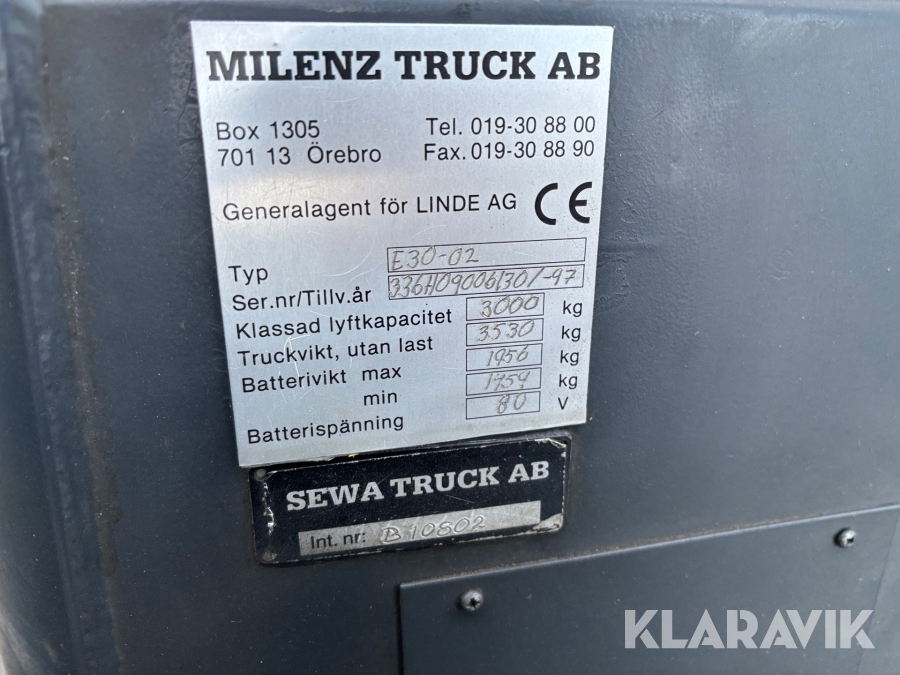 MILENZ TRUCK AB
Box 1305 Tel. 019-30 88 00
701 13 Örebro Fax. 019-30 88 90
Generalagent för LINDE AG CE
Typ E30-02
Ser.nr/Tillv.år 336H09006130/-97
Klassad lyftkapacitet 3000 kg
Truckvikt, utan last 3530 kg
Batterivikt max 1956 kg
min kg
Batterispänning 80 V
SEWA TRUCK AB
Int. nr: B10802
KLARAVIK